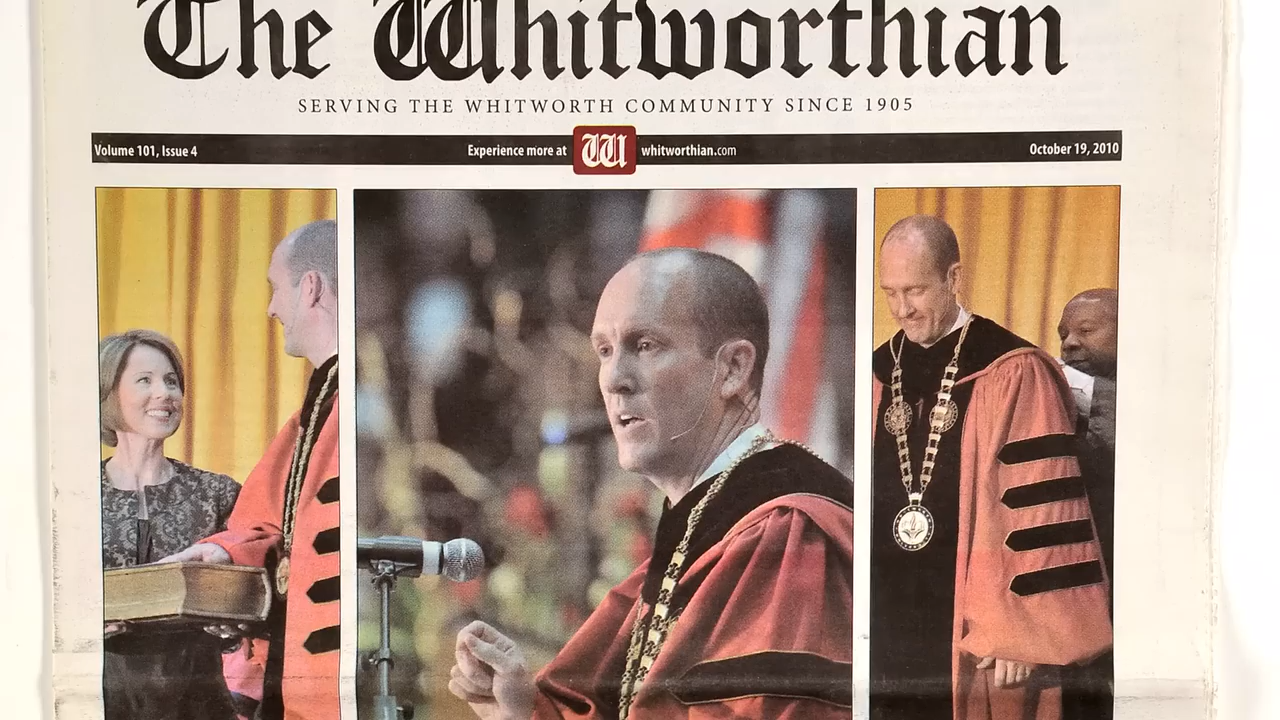 The Whitworthian
SERVING THE WHITWORTH COMMUNITY SINCE 1905
Volume 101, Issue 4
Experience more at W whitworthian.com
October 19, 2010